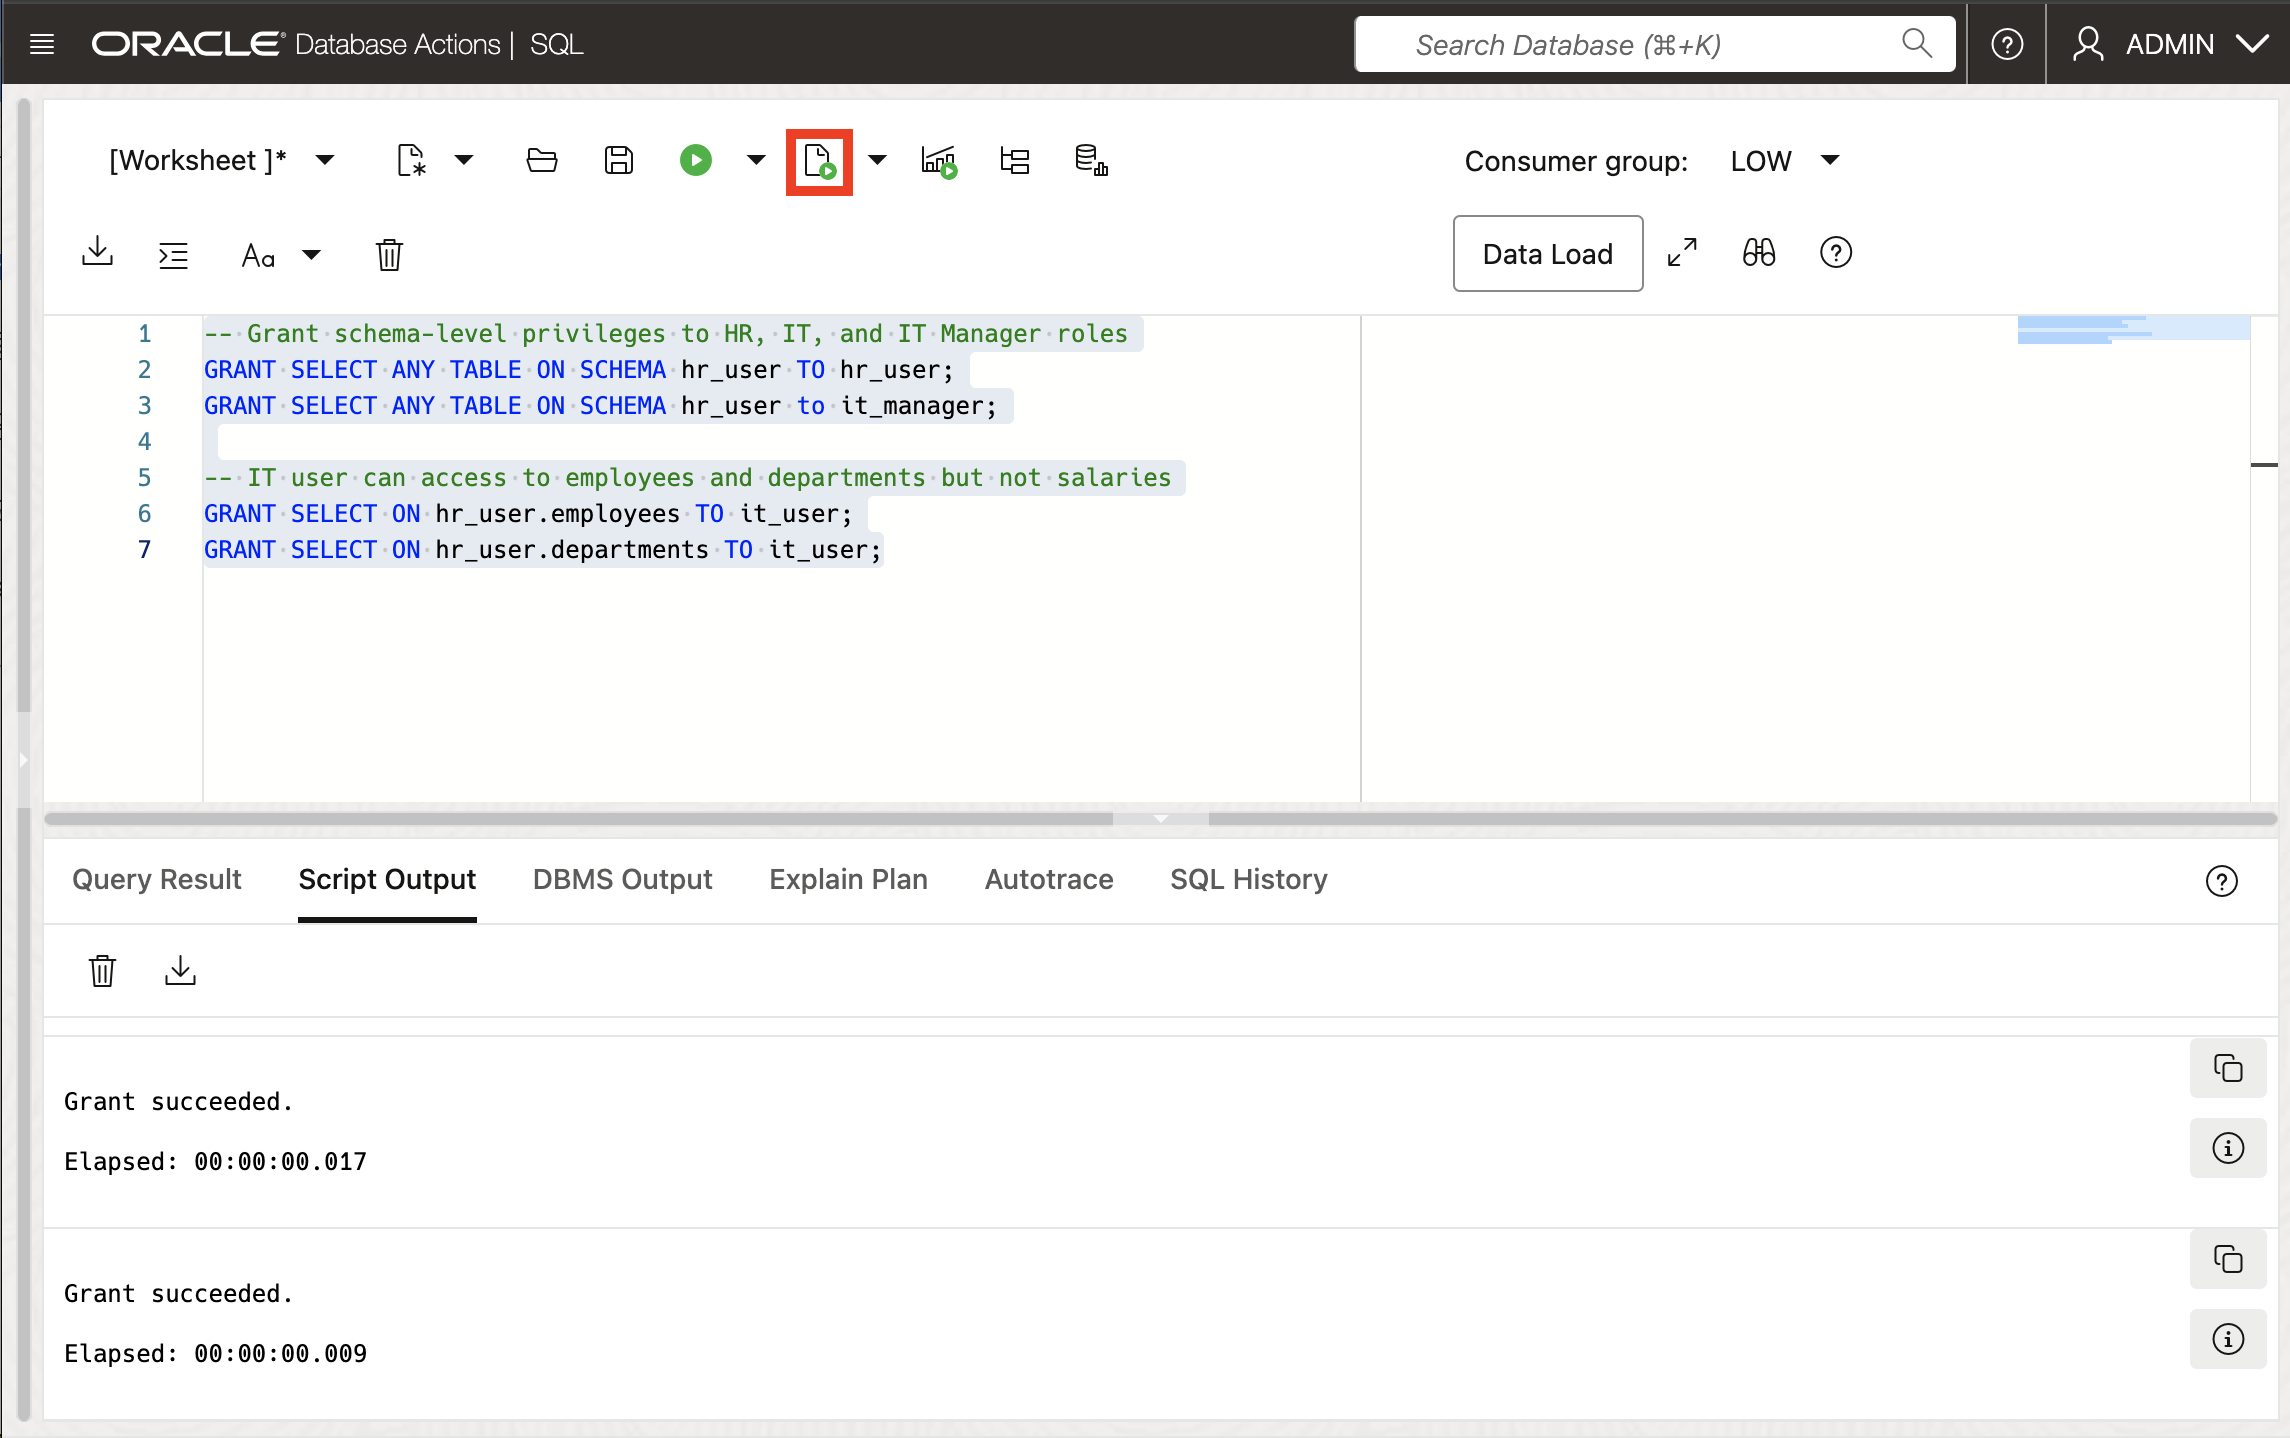 ORACLE® Database Actions | SQL
Search Database (⌘+K)
ADMIN
[Worksheet ]*
Consumer group: LOW
Aa
Data Load
1 -- Grant schema-level privileges to HR, IT, and IT Manager roles
2 GRANT SELECT ANY TABLE ON SCHEMA hr_user TO hr_user;
3 GRANT SELECT ANY TABLE ON SCHEMA hr_user to it_manager;
4
5 -- IT user can access to employees and departments but not salaries
6 GRANT SELECT ON hr_user.employees TO it_user;
7 GRANT SELECT ON hr_user.departments TO it_user;
Query Result Script Output DBMS Output Explain Plan Autotrace SQL History
Grant succeeded.
Elapsed: 00:00:00.017
Grant succeeded.
Elapsed: 00:00:00.009